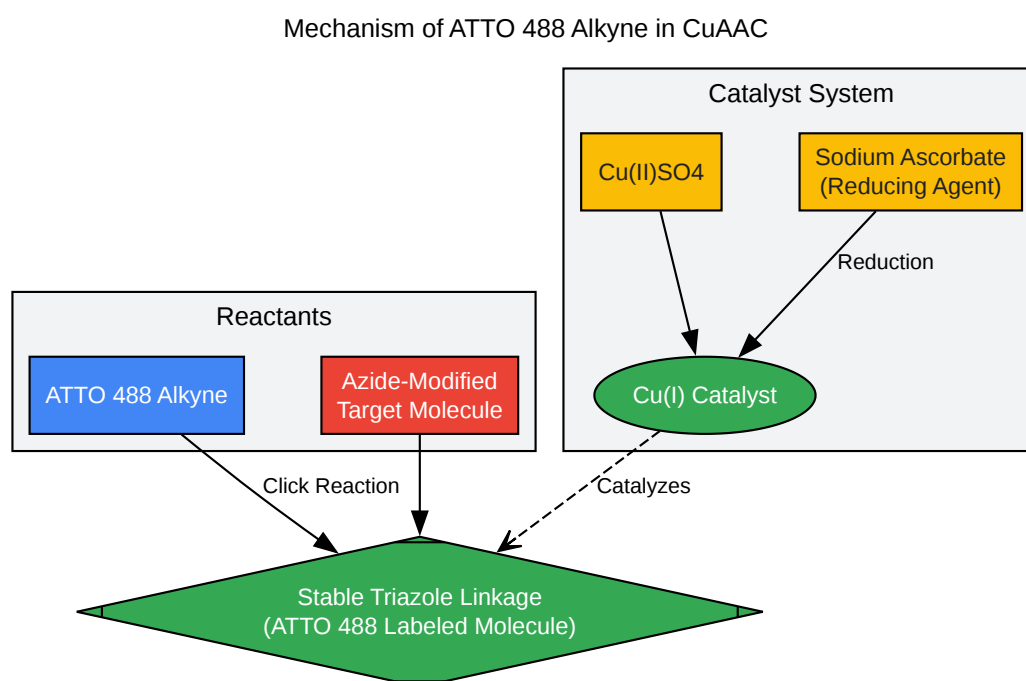 Mechanism of ATTO 488 Alkyne in CuAAC
Catalyst System
Cu(II)SO4
Sodium Ascorbate
(Reducing Agent)
Reduction
Reactants
ATTO 488 Alkyne
Azide-Modified
Target Molecule
Cu(I) Catalyst
Click Reaction
Catalyzes
Stable Triazole Linkage
(ATTO 488 Labeled Molecule)